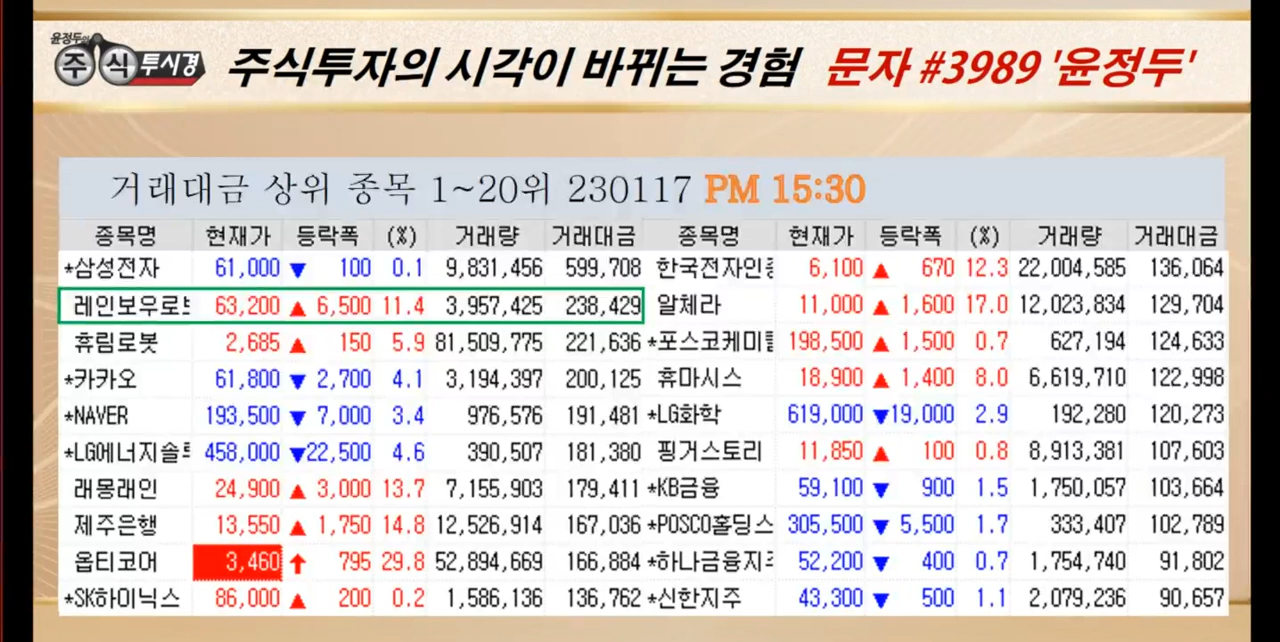 윤정두의
주식투시경
주식투자의 시각이 바뀌는 경험 문자 #3989 '윤정두'
거래대금 상위 종목 1~20위 230117 PM 15:30
종목명 현재가 등락폭 (%) 거래량 거래대금 종목명 현재가 등락폭 (%) 거래량 거래대금
*삼성전자 61,000 ▼ 100 0.1 9,831,456 599,708 한국전자인증 6,100 ▲ 670 12.3 22,004,585 136,064
레인보우로 63,200 ▲ 6,500 11.4 3,957,425 238,429 알체라 11,000 ▲ 1,600 17.0 12,023,834 129,704
휴림로봇 2,685 ▲ 150 5.9 81,509,775 221,636 *포스코케미 198,500 ▲ 1,500 0.7 627,194 124,633
*카카오 61,800 ▼ 2,700 4.1 3,194,397 200,125 휴마시스 18,900 ▲ 1,400 8.0 6,619,710 122,998
*NAVER 193,500 ▼ 7,000 3.4 976,576 191,481 *LG화학 619,000 ▼ 19,000 2.9 192,280 120,273
*LG에너지솔 458,000 ▼ 22,500 4.6 390,507 181,380 핑거스토리 11,850 ▲ 100 0.8 8,913,381 107,603
래몽래인 24,900 ▲ 3,000 13.7 7,155,903 179,411 *KB금융 59,100 ▼ 900 1.5 1,750,057 103,664
제주은행 13,550 ▲ 1,750 14.8 12,526,914 167,036 *POSCO홀딩스 305,500 ▼ 5,500 1.7 333,407 102,789
옵티코어 3,460 ↑ 795 29.8 52,894,669 166,884 *하나금융지주 52,200 ▼ 400 0.7 1,754,740 91,802
*SK하이닉스 86,000 ▲ 200 0.2 1,586,136 136,762 *신한지주 43,300 ▼ 500 1.1 2,079,236 90,657